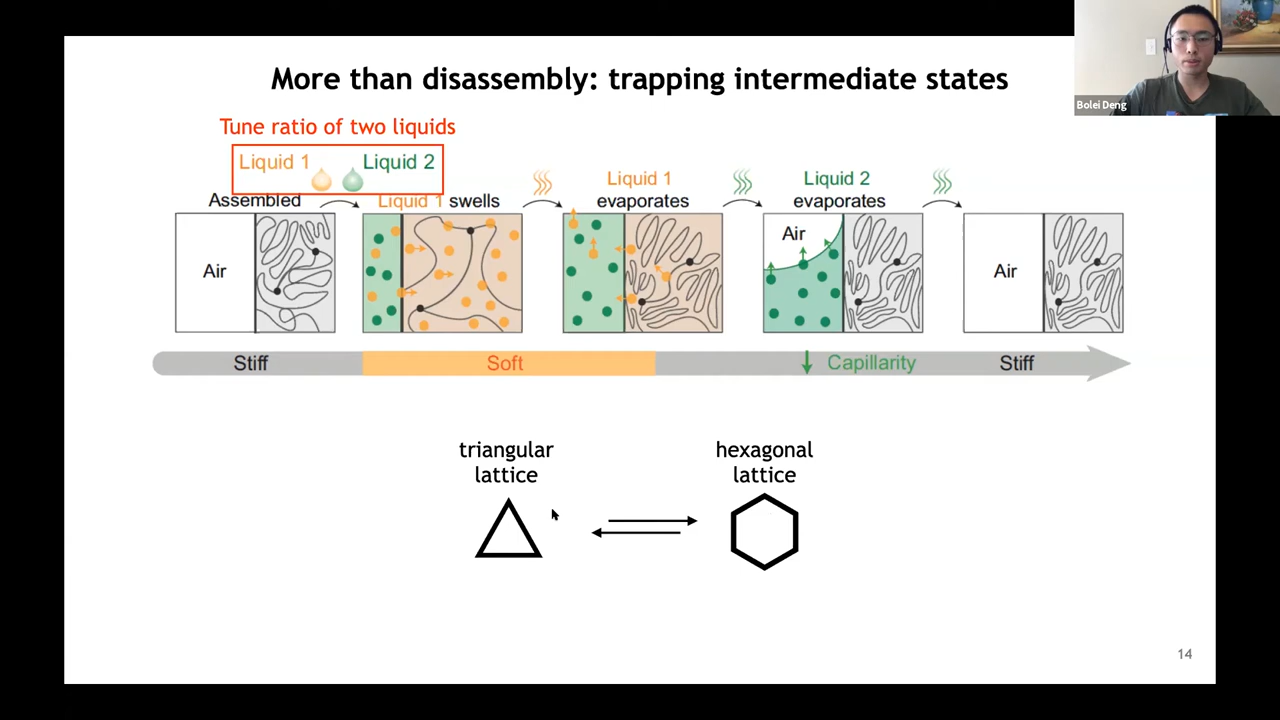 More than disassembly: trapping intermediate states
Bolei Deng
Tune ratio of two liquids
Liquid 1
Liquid 2
Assembled
Liquid 1 swells
Liquid 1
evaporates
Liquid 2
evaporates
Air
Air
Air
Stiff
Soft
Capillarity
Stiff
triangular
lattice
hexagonal
lattice
14